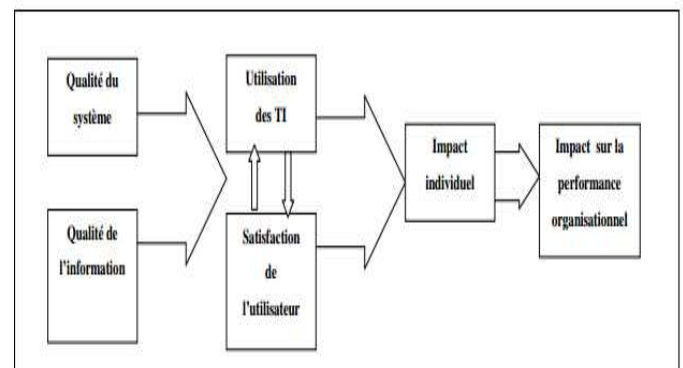 Qualité du
système
Qualité de
l'information
Utilisation
des TI
Satisfaction
de
l'utilisateur
Impact
individuel
Impact sur la
performance
organisationnel